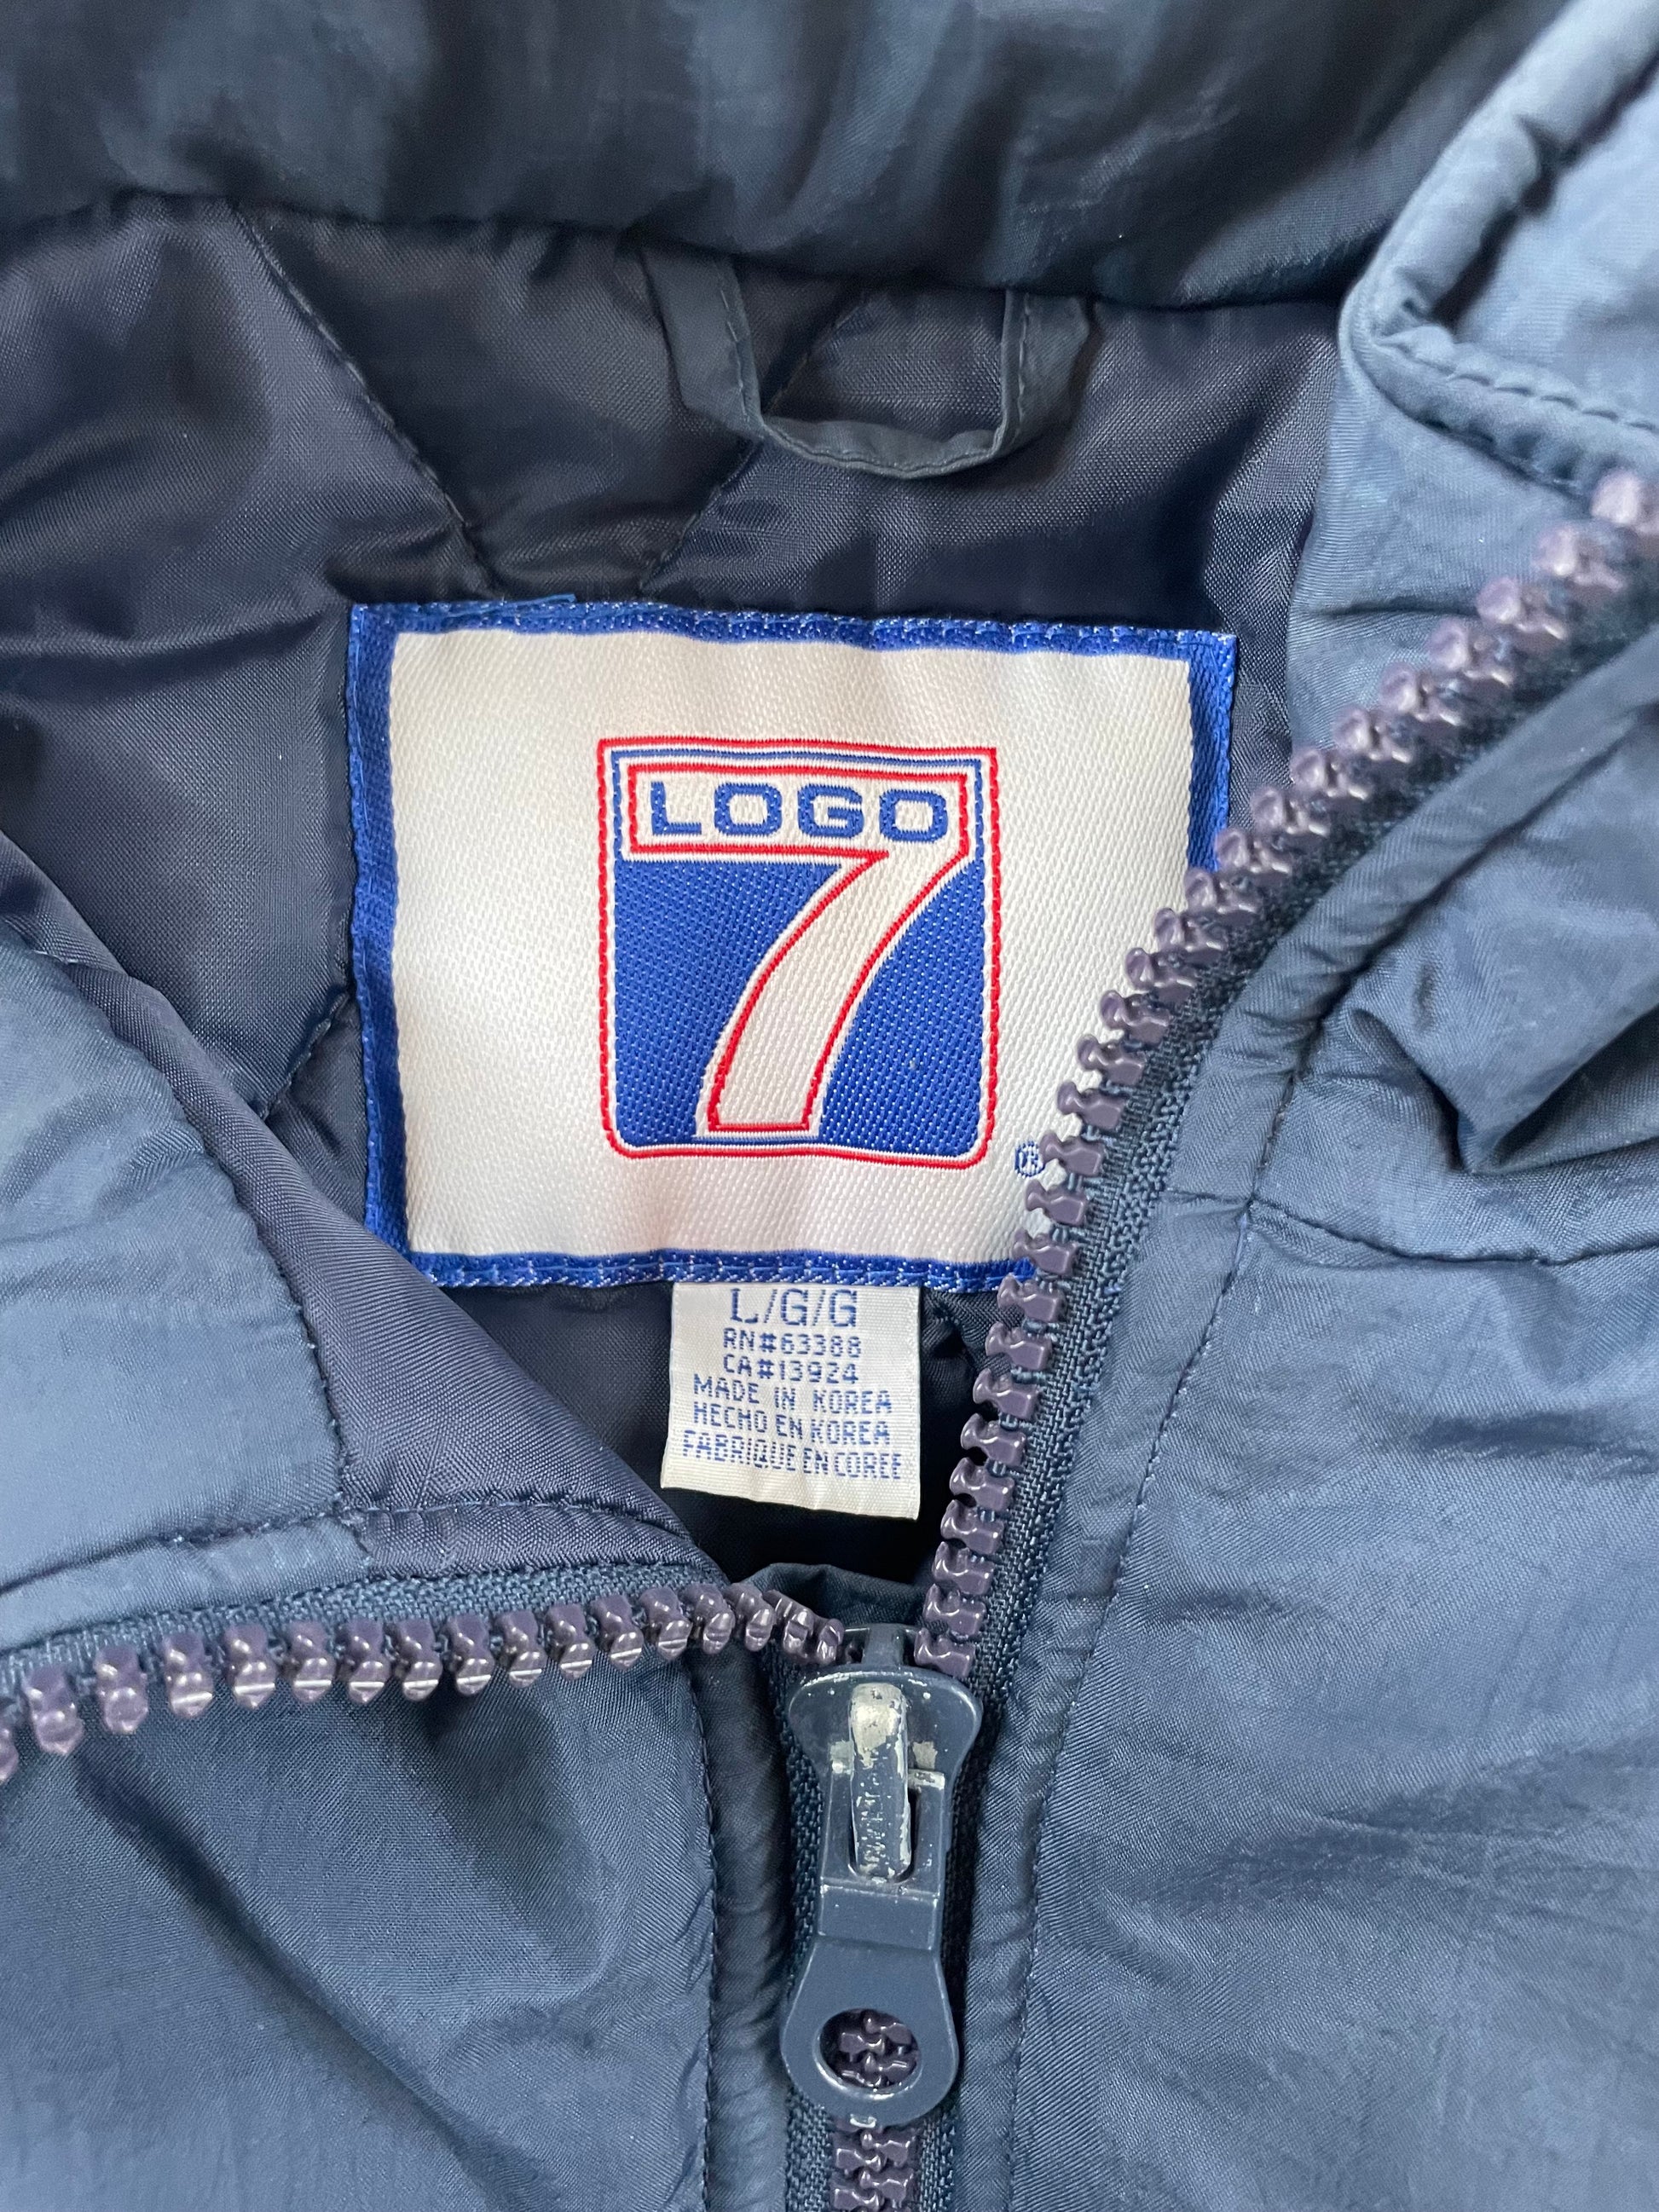 LOGO
7
®
L/G/G
RN#63388
CA#13924
MADE IN KOREA
HECHO EN KOREA
FABRIQUE EN COREE